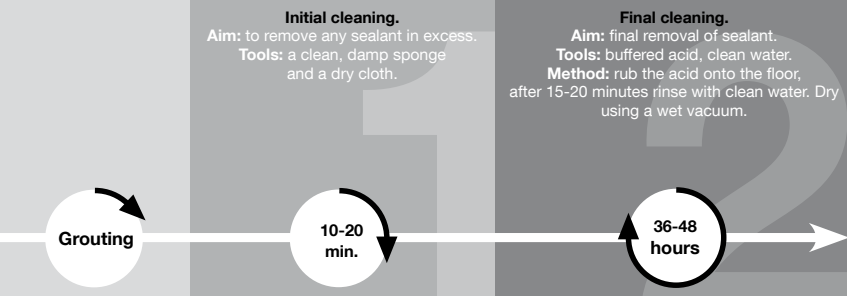 Initial cleaning.
Aim: to remove any sealant in excess.
Tools: a clean, damp sponge
and a dry cloth.
Final cleaning.
Aim: final removal of sealant.
Tools: buffered acid, clean water.
Method: rub the acid onto the floor,
after 15-20 minutes rinse with clean water. Dry
using a wet vacuum.
1
2
Grouting
10-20
min.
36-48
hours